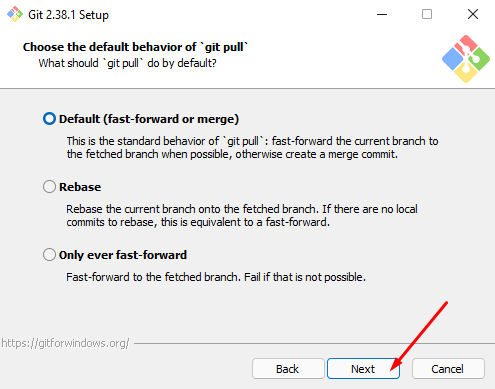 Git 2.38.1 Setup
Choose the default behavior of `git pull`
What should `git pull` do by default?
Default (fast-forward or merge)
This is the standard behavior of `git pull`: fast-forward the current branch to
the fetched branch when possible, otherwise create a merge commit.
Rebase
Rebase the current branch onto the fetched branch. If there are no local
commits to rebase, this is equivalent to a fast-forward.
Only ever fast-forward
Fast-forward to the fetched branch. Fail if that is not possible.
https://gitforwindows.org/
Back
Next
Cancel